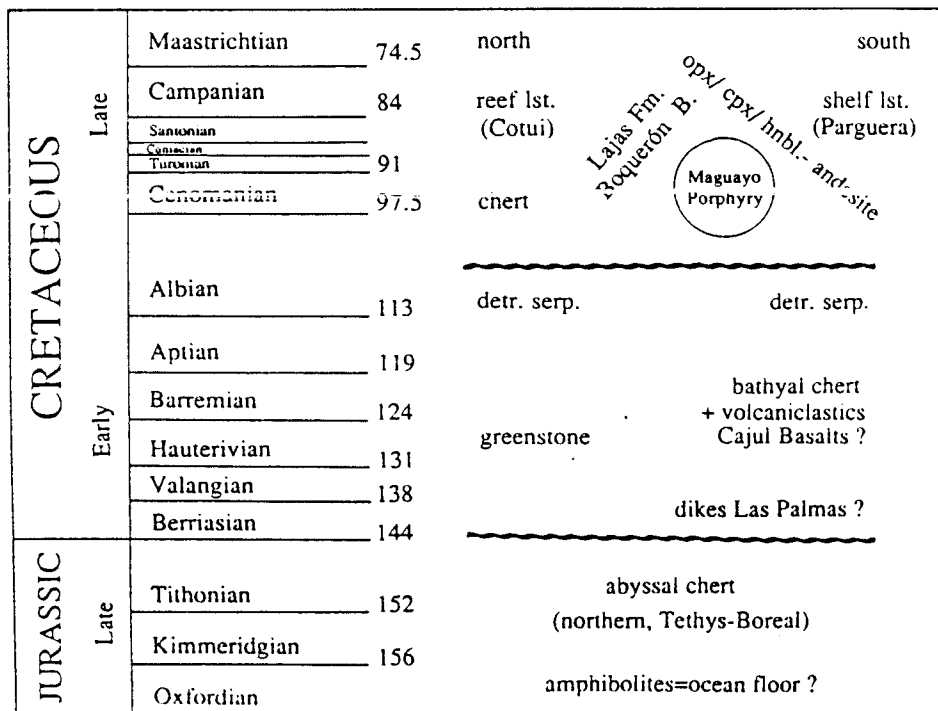 CRETACEOUS
Late
Early
JURASSIC
Late
Maastrichtian 74.5
Campanian 84
Santonian
Coniacian
Turonian 91
Cenomanian 97.5
Albian 113
Aptian 119
Barremian 124
Hauterivian 131
Valangian 138
Berriasian 144
Tithonian 152
Kimmeridgian 156
Oxfordian
north
south
reef lst.
(Cotui)
Lajas Fm.
Boquerón B.
opx/ cpx/ hnbl.- andesite
Maguayo
Porphyry
shelf lst.
(Parguera)
chert
detr. serp.
detr. serp.
bathyal chert
+ volcaniclastics
Cajul Basalts ?
greenstone
dikes Las Palmas ?
abyssal chert
(northern, Tethys-Boreal)
amphibolites=ocean floor ?